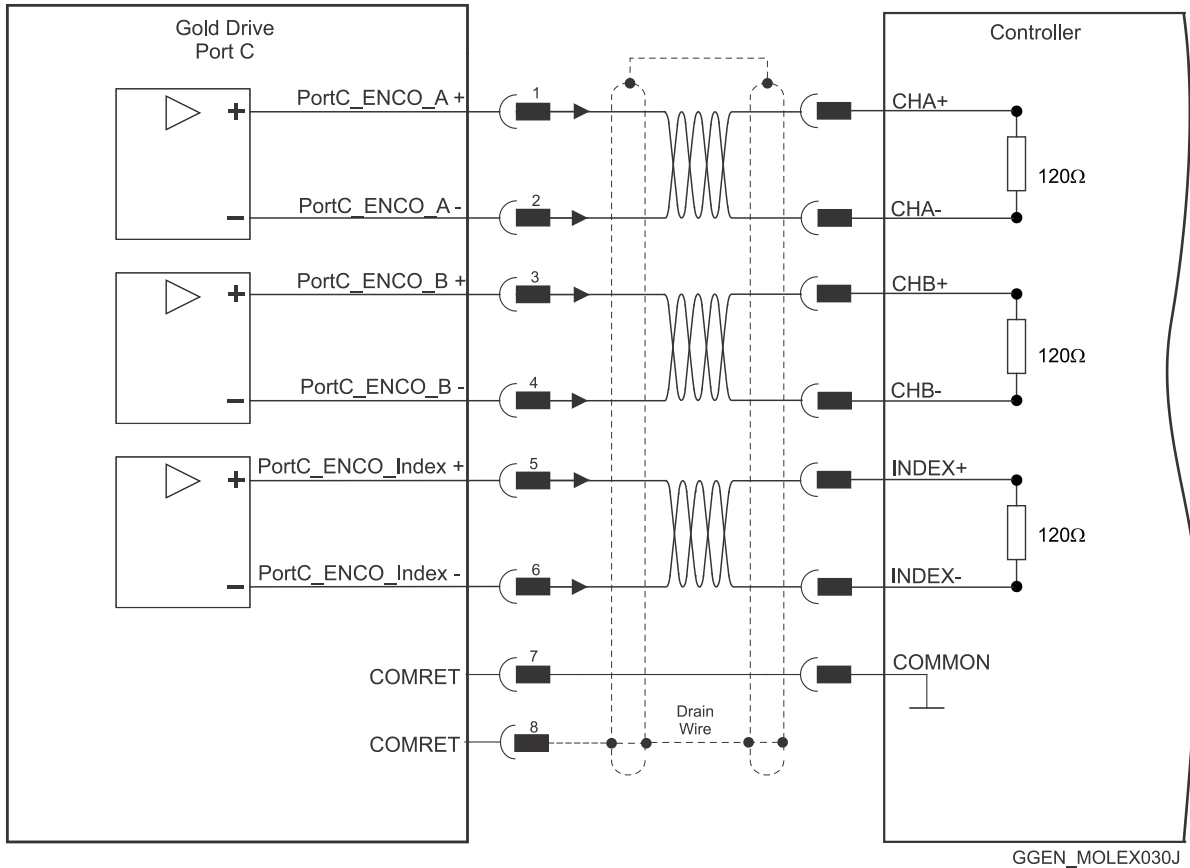 Gold Drive
Port C
Controller
PortC_ENCO_A +
1
CHA+
120Ω
PortC_ENCO_A -
2
CHA-
PortC_ENCO_B +
3
CHB+
120Ω
PortC_ENCO_B -
4
CHB-
PortC_ENCO_Index +
5
INDEX+
120Ω
PortC_ENCO_Index -
6
INDEX-
COMRET
7
COMMON
COMRET
8
Drain
Wire
GGEN_MOLEX030J